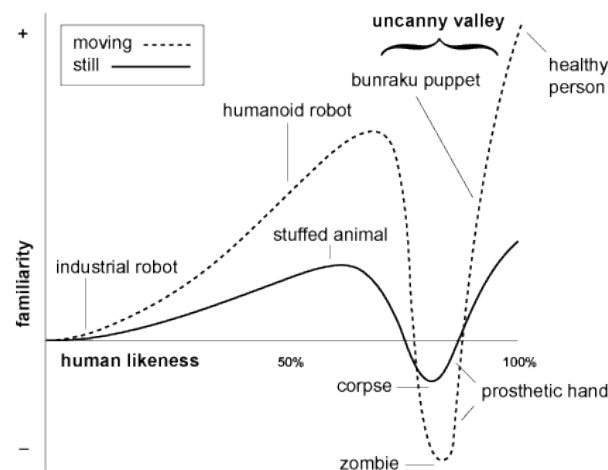 +
moving
still
uncanny valley
bunraku puppet
healthy
person
humanoid robot
stuffed animal
industrial robot
familiarity
human likeness
50%
100%
corpse
prosthetic hand
zombie
–